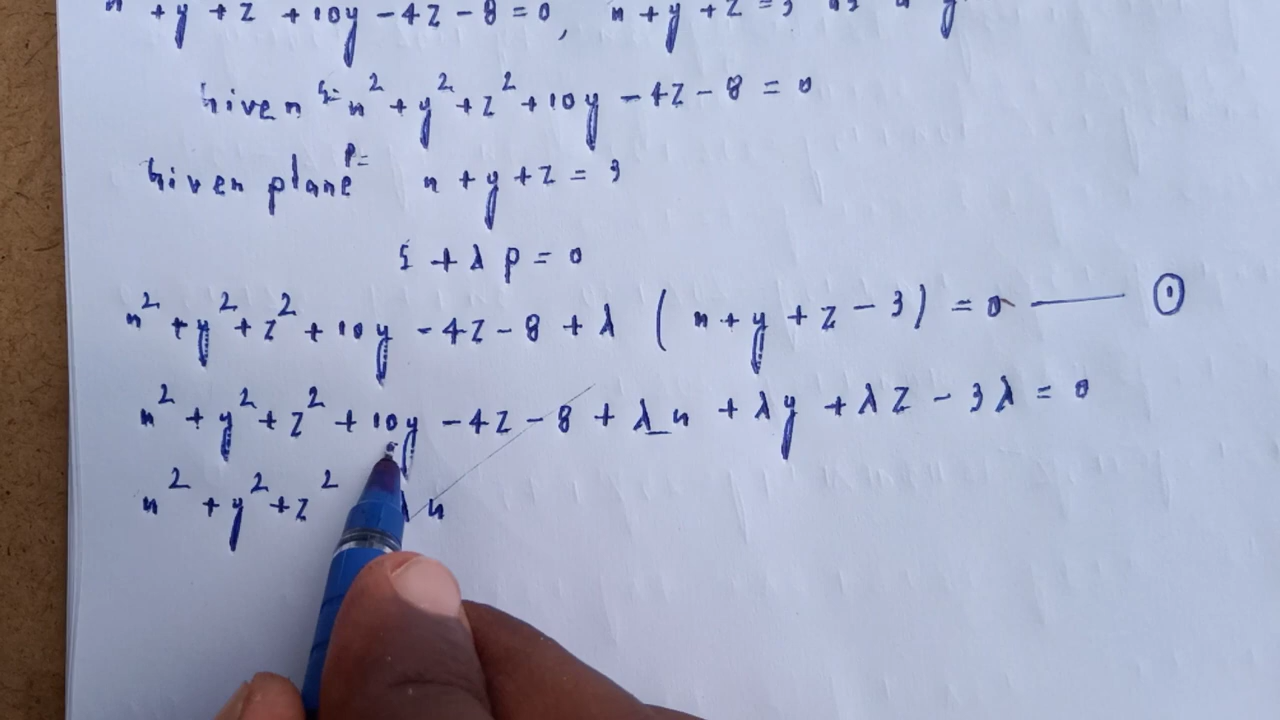 + y + z + 10y - 4z - 8 = 0, x + y + z = 3
Given S= x² + y² + z² + 10y - 4z - 8 = 0
Given plane P= x + y + z = 3
S + λ P = 0
x² + y² + z² + 10y - 4z - 8 + λ ( x + y + z - 3 ) = 0 —— ①
x² + y² + z² + 10y - 4z - 8 + λx + λy + λz - 3λ = 0
x² + y² + z² λx